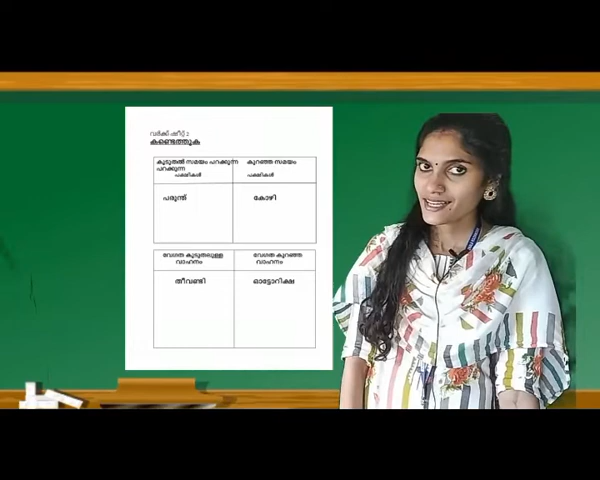 വർക്ക് ഷീറ്റ് 2
കണ്ടെത്തുക
കൂടുതൽ സമയം പറക്കുന്ന കുറഞ്ഞ സമയം
പറക്കുന്ന
പക്ഷികൾ പക്ഷികൾ
പരുന്ത് കോഴി
വേഗത കൂടുതലുള്ള വേഗത കുറഞ്ഞ
വാഹനം വാഹനം
തീവണ്ടി ഓട്ടോറിക്ഷ